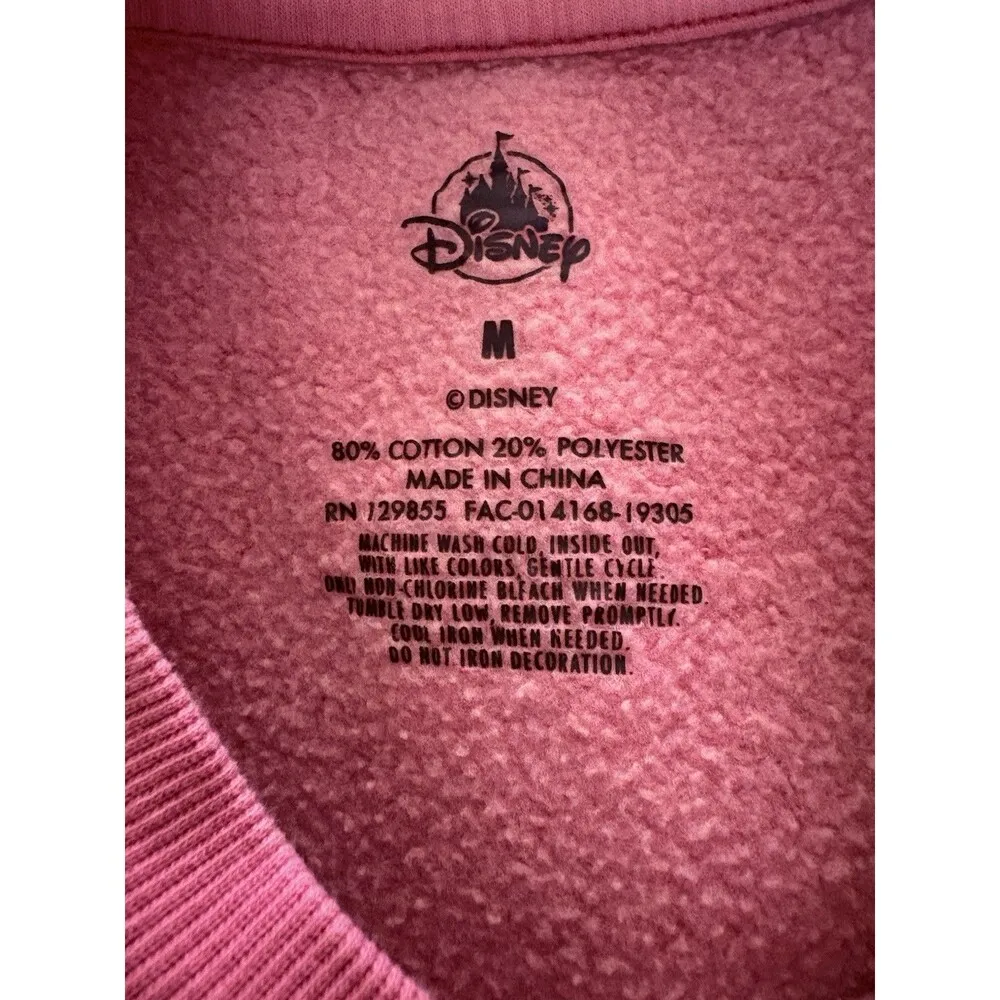 Disney
M
© DISNEY
80% COTTON 20% POLYESTER
MADE IN CHINA
RN 129855 FAC-014168-19305
MACHINE WASH COLD, INSIDE OUT,
WITH LIKE COLORS, GENTLE CYCLE.
ONLY NON-CHLORINE BLEACH WHEN NEEDED.
TUMBLE DRY LOW, REMOVE PROMPTLY.
COOL IRON WHEN NEEDED.
DO NOT IRON DECORATION.